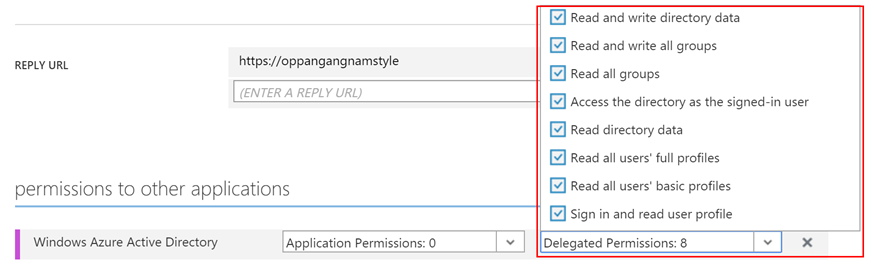 Read and write directory data
Read and write all groups
REPLY URL
https://oppangangnamstyle
Read all groups
(ENTER A REPLY URL)
Access the directory as the signed-in user
Read directory data
Read all users' full profiles
permissions to other applications
Read all users' basic profiles
Sign in and read user profile
Windows Azure Active Directory
Application Permissions: 0
Delegated Permissions: 8